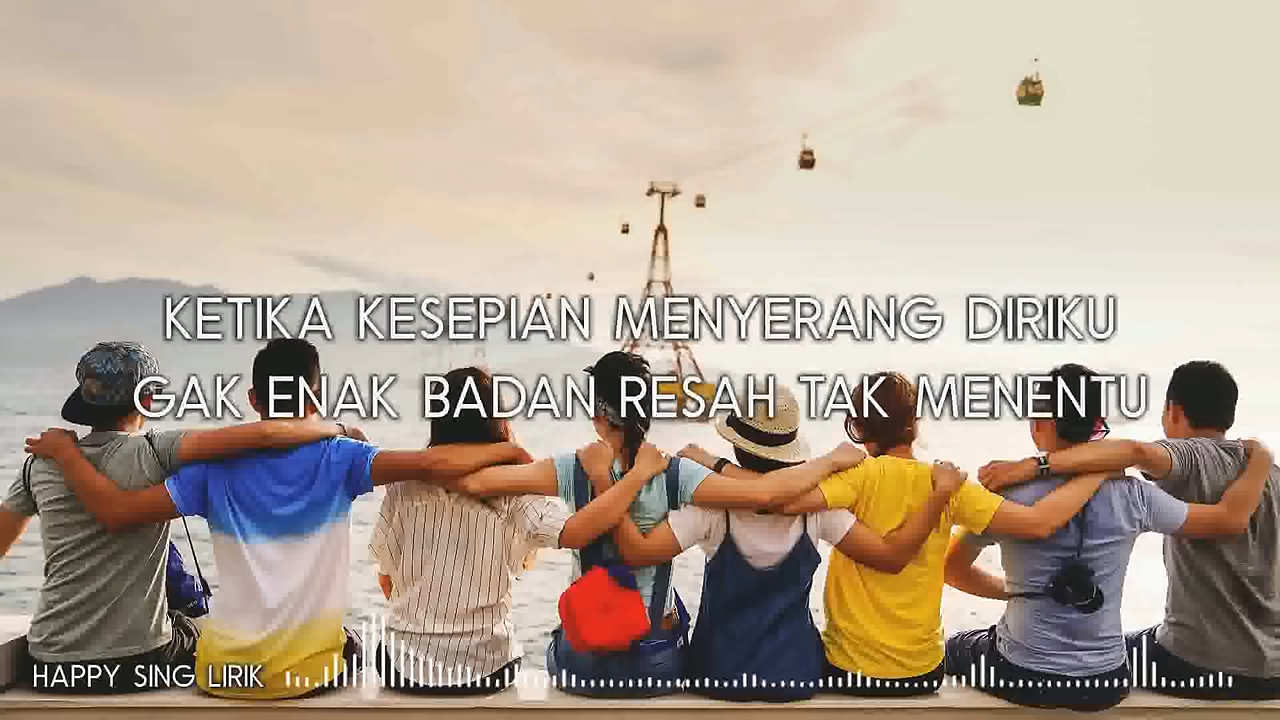 KETIKA KESEPIAN MENYERANG DIRIKU
GAK ENAK BADAN RESAH TAK MENENTU
HAPPY SING LIRIK